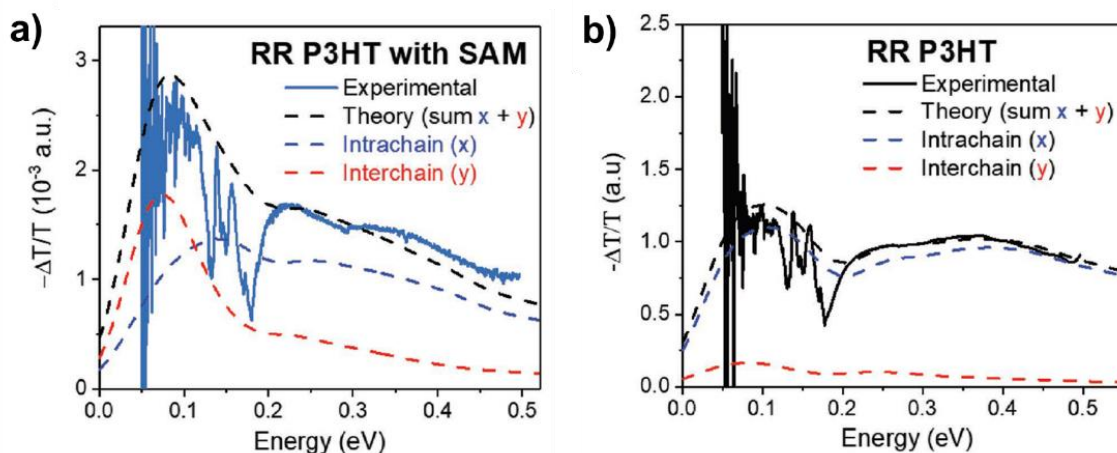 a)
RR P3HT with SAM
Experimental
Theory (sum x + y)
Intrachain (x)
Interchain (y)
−ΔT/T (10⁻³ a.u.)
3
2
1
0
0.0 0.1 0.2 0.3 0.4 0.5
Energy (eV)
b)
RR P3HT
Experimental
Theory (sum x + y)
Intrachain (x)
Interchain (y)
-ΔT/T (a.u)
2.5
2.0
1.5
1.0
0.5
0.0
0.0 0.1 0.2 0.3 0.4 0.5
Energy (eV)